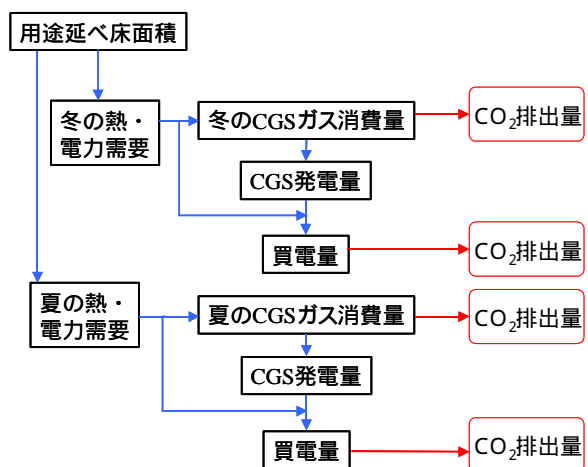 用途延べ床面積
冬の熱・
電力需要
冬のCGSガス消費量
CO₂排出量
CGS発電量
買電量
CO₂排出量
夏の熱・
電力需要
夏のCGSガス消費量
CO₂排出量
CGS発電量
買電量
CO₂排出量